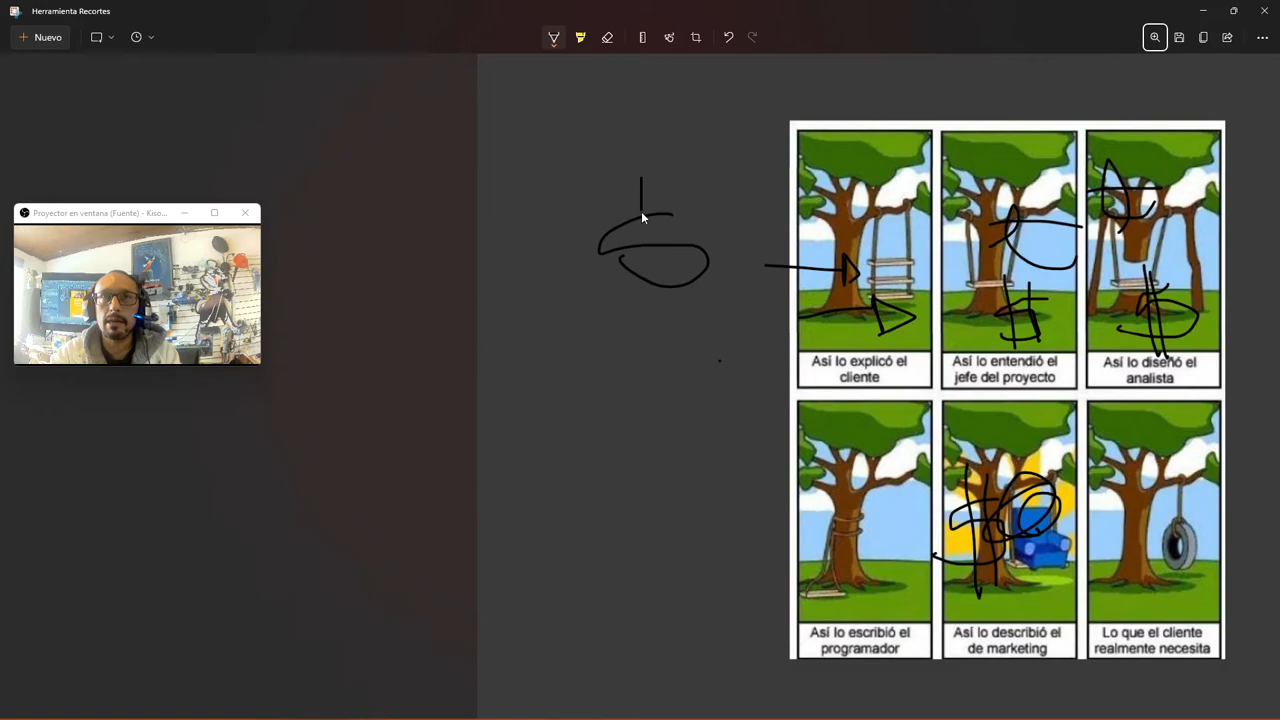 Herramienta Recortes
Nuevo
Proyector en ventana (Fuente) - Kiso...
Así lo explicó el
cliente
Así lo entendió el
jefe del proyecto
Así lo diseñó el
analista
Así lo escribió el
programador
Así lo describió el
de marketing
Lo que el cliente
realmente necesita